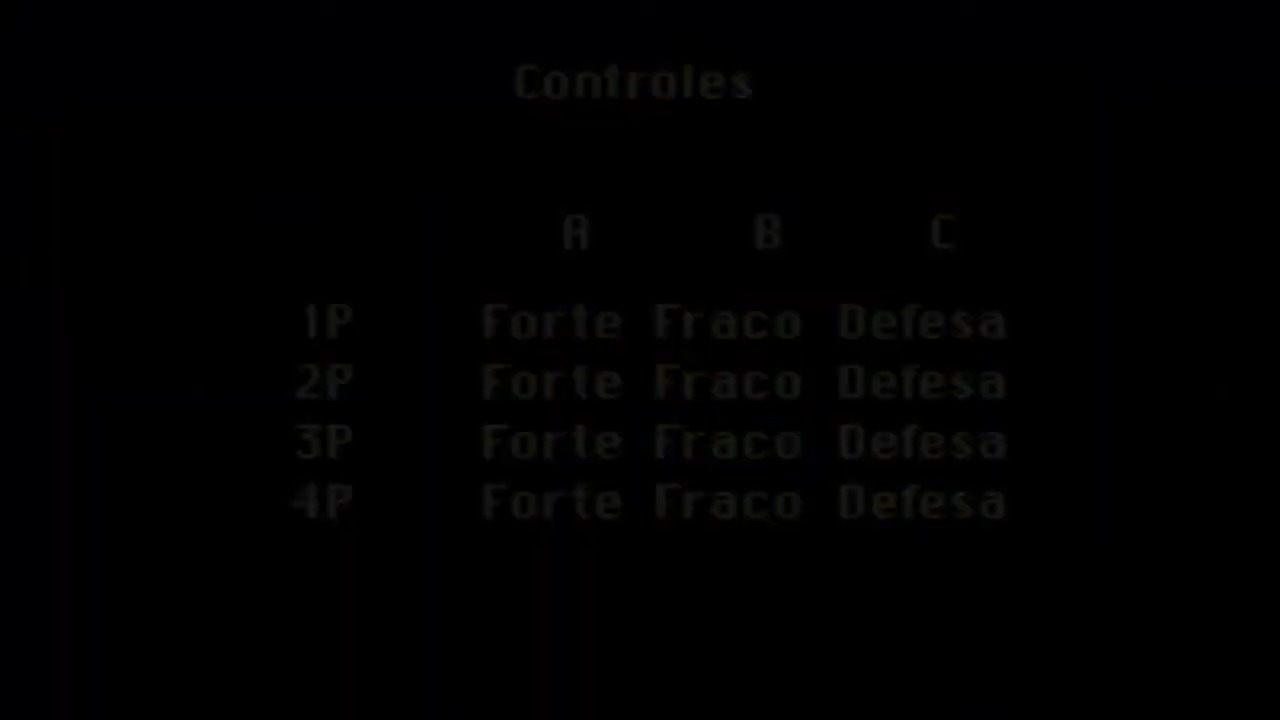 Controles
A B C
1P Forte Fraco Defesa
2P Forte Fraco Defesa
3P Forte Fraco Defesa
4P Forte Fraco Defesa